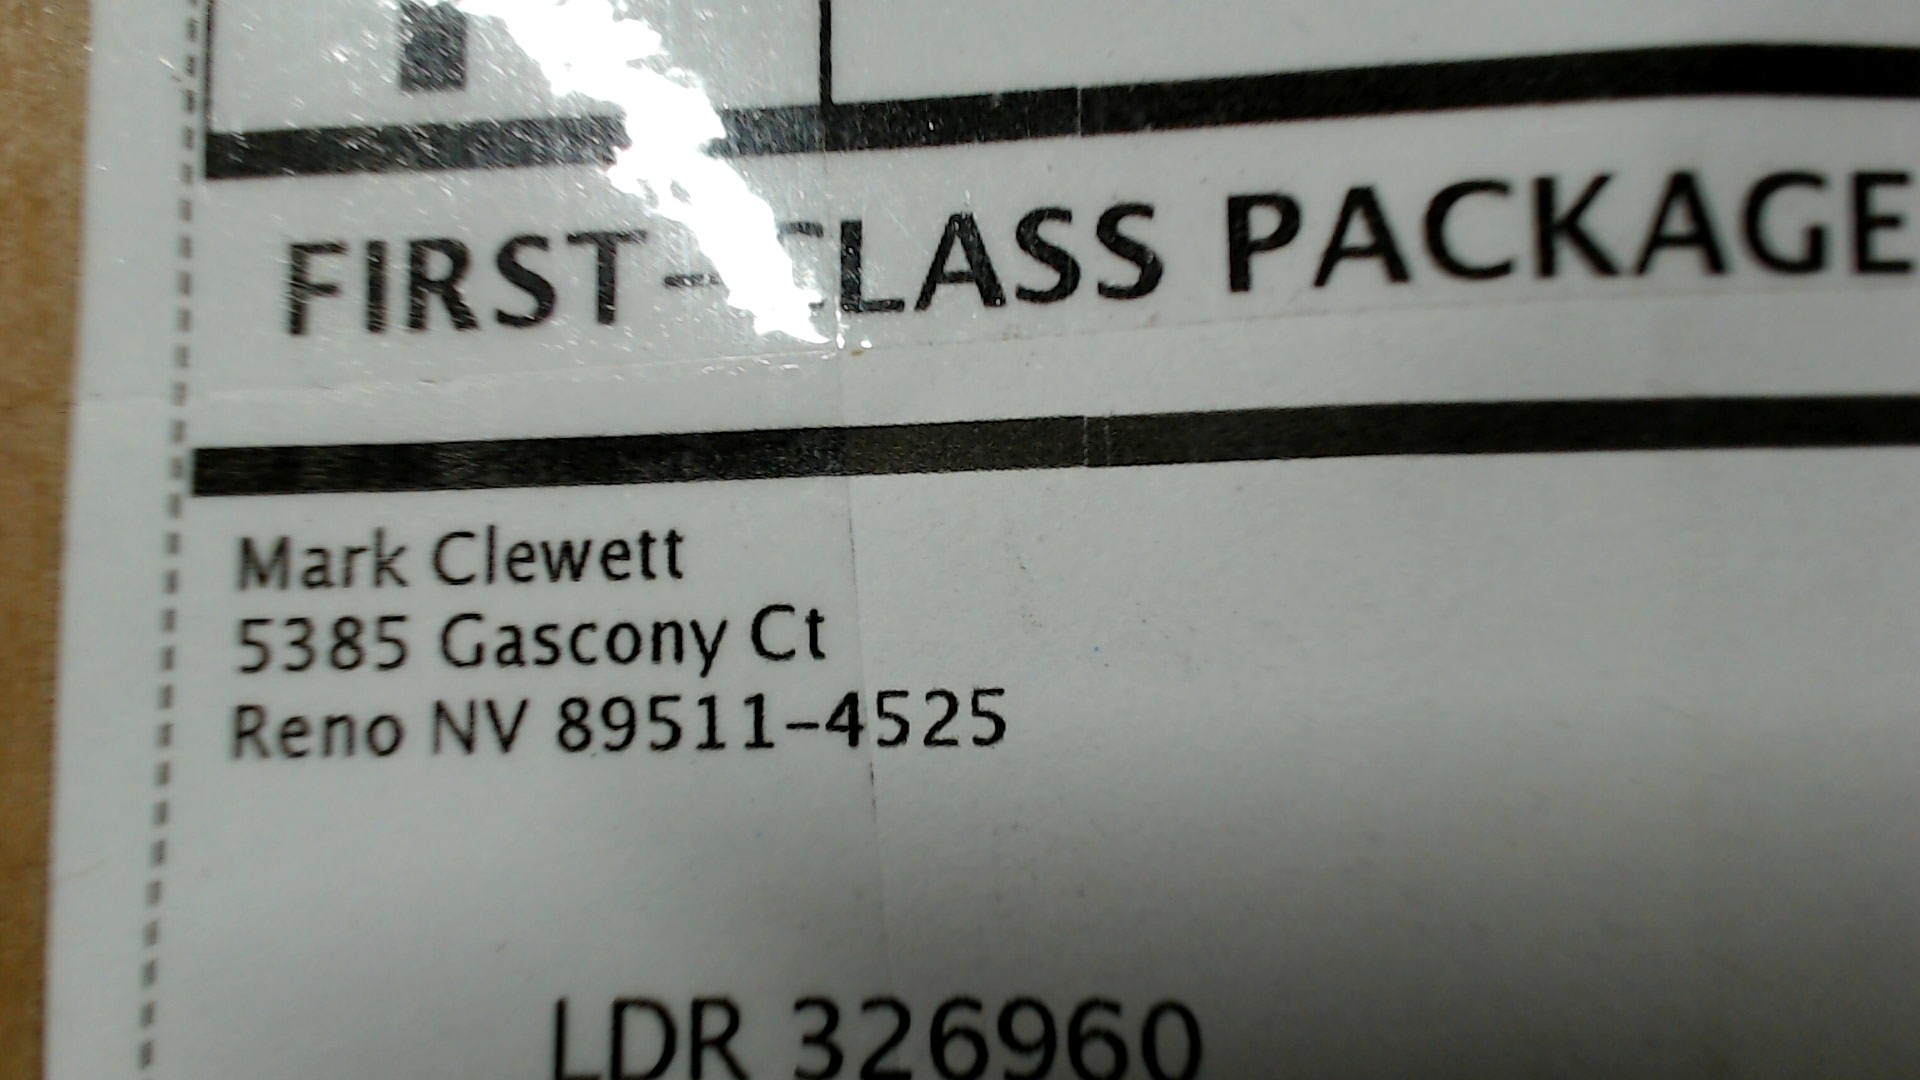 FIRST-CLASS PACKAGE
Mark Clewett
5385 Gascony Ct
Reno NV 89511-4525
LDR 326960